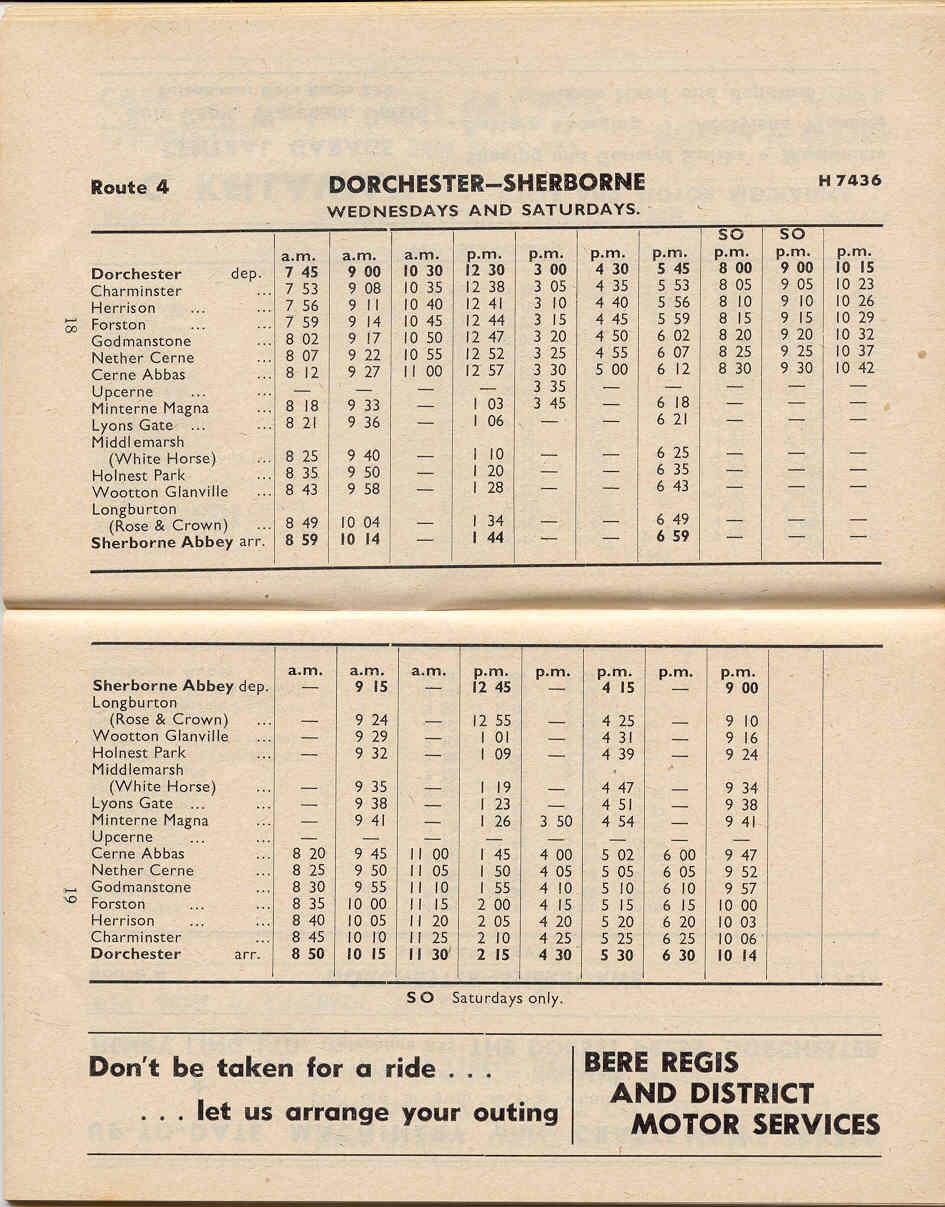 Route 4 DORCHESTER—SHERBORNE H 7436
WEDNESDAYS AND SATURDAYS.
SO SO
a.m. a.m. a.m. p.m. p.m. p.m. p.m. p.m. p.m. p.m.
Dorchester dep. 7 45 9 00 10 30 12 30 3 00 4 30 5 45 8 00 9 00 10 15
Charminster ... 7 53 9 08 10 35 12 38 3 05 4 35 5 53 8 05 9 05 10 23
Herrison ... ... 7 56 9 11 10 40 12 41 3 10 4 40 5 56 8 10 9 10 10 26
Forston ... ... 7 59 9 14 10 45 12 44 3 15 4 45 5 59 8 15 9 15 10 29
Godmanstone ... 8 02 9 17 10 50 12 47 3 20 4 50 6 02 8 20 9 20 10 32
Nether Cerne ... 8 07 9 22 10 55 12 52 3 25 4 55 6 07 8 25 9 25 10 37
Cerne Abbas ... 8 12 9 27 11 00 12 57 3 30 5 00 6 12 8 30 9 30 10 42
Upcerne ... ... — — — — 3 35 — — — — —
Minterne Magna ... 8 18 9 33 — 1 03 3 45 — 6 18 — — —
Lyons Gate ... ... 8 21 9 36 — 1 06 — — 6 21 — — —
Middlemarsh
(White Horse) ... 8 25 9 40 — 1 10 — — 6 25 — — —
Holnest Park ... 8 35 9 50 — 1 20 — — 6 35 — — —
Wootton Glanville ... 8 43 9 58 — 1 28 — — 6 43 — — —
Longburton
(Rose & Crown) ... 8 49 10 04 — 1 34 — — 6 49 — — —
Sherborne Abbey arr. 8 59 10 14 — 1 44 — — 6 59 — — —
18
a.m. a.m. a.m. p.m. p.m. p.m. p.m. p.m.
Sherborne Abbey dep. — 9 15 — 12 45 — 4 15 — 9 00
Longburton
(Rose & Crown) ... — 9 24 — 12 55 — 4 25 — 9 10
Wootton Glanville ... — 9 29 — 1 01 — 4 31 — 9 16
Holnest Park ... — 9 32 — 1 09 — 4 39 — 9 24
Middlemarsh
(White Horse) ... — 9 35 — 1 19 — 4 47 — 9 34
Lyons Gate ... ... — 9 38 — 1 23 — 4 51 — 9 38
Minterne Magna ... — 9 41 — 1 26 3 50 4 54 — 9 41
Upcerne ... ... — — — — — — — —
Cerne Abbas ... 8 20 9 45 11 00 1 45 4 00 5 02 6 00 9 47
Nether Cerne ... 8 25 9 50 11 05 1 50 4 05 5 05 6 05 9 52
Godmanstone ... 8 30 9 55 11 10 1 55 4 10 5 10 6 10 9 57
Forston ... ... 8 35 10 00 11 15 2 00 4 15 5 15 6 15 10 00
Herrison ... ... 8 40 10 05 11 20 2 05 4 20 5 20 6 20 10 03
Charminster ... 8 45 10 10 11 25 2 10 4 25 5 25 6 25 10 06
Dorchester arr. 8 50 10 15 11 30 2 15 4 30 5 30 6 30 10 14
19
SO Saturdays only.
Don't be taken for a ride . . .
. . . let us arrange your outing
BERE REGIS
AND DISTRICT
MOTOR SERVICES